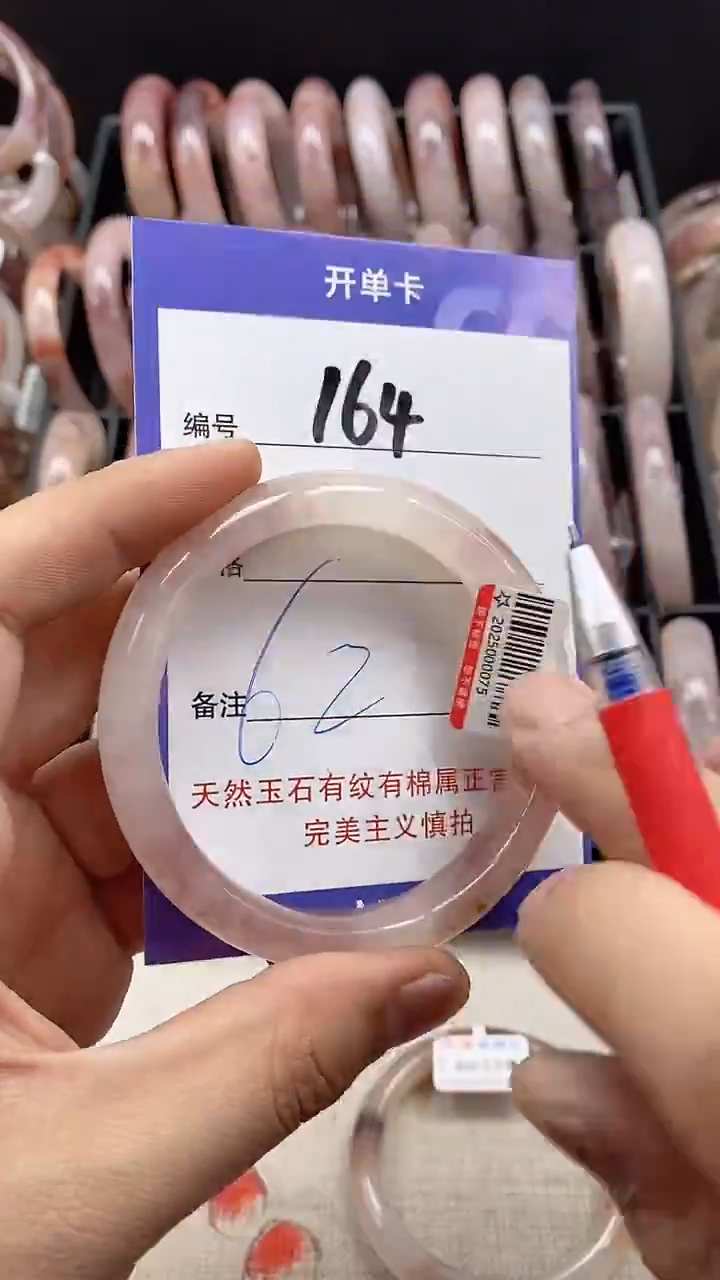 开单卡
编号 164
格
62
备注
2025000075
天然玉石有纹有棉属正常
完美主义慎拍